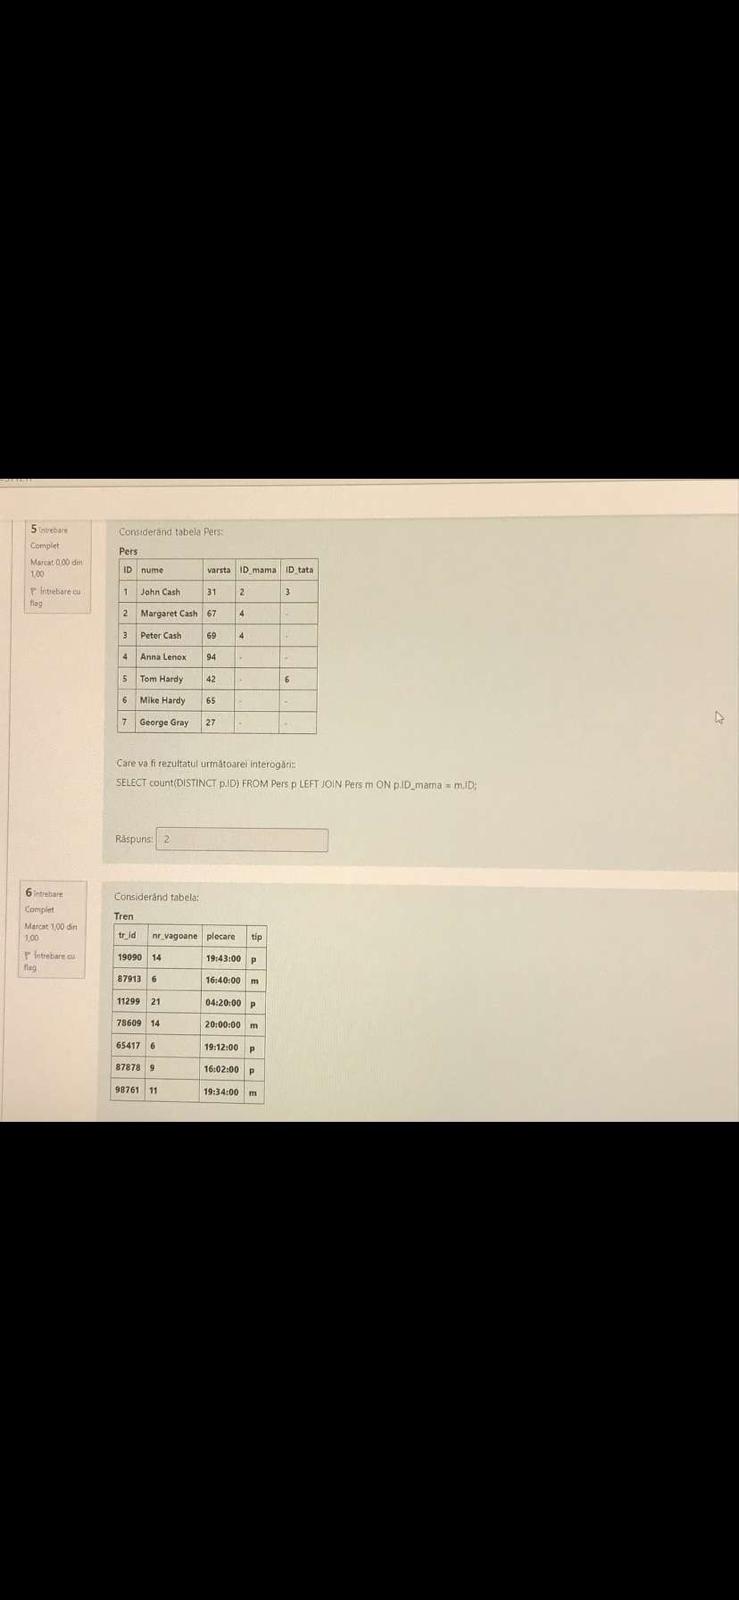 5 întrebare
Complet
Marcat 0,00 din
1,00
Întrebare cu
flag
Considerând tabela Pers:
Pers
ID nume varsta ID_mama ID_tata
1 John Cash 31 2 3
2 Margaret Cash 67 4 -
3 Peter Cash 69 4 -
4 Anna Lenox 94 - -
5 Tom Hardy 42 - 6
6 Mike Hardy 65 - -
7 George Gray 27 - -
Care va fi rezultatul următoarei interogări::
SELECT count(DISTINCT p.ID) FROM Pers p LEFT JOIN Pers m ON p.ID_mama = m.ID;
Răspuns: 2
6 întrebare
Complet
Marcat 1,00 din
1,00
Întrebare cu
flag
Considerând tabela:
Tren
tr_id nr_vagoane plecare tip
19090 14 19:43:00 p
87913 6 16:40:00 m
11299 21 04:20:00 p
78609 14 20:00:00 m
65417 6 19:12:00 p
87878 9 16:02:00 p
98761 11 19:34:00 m